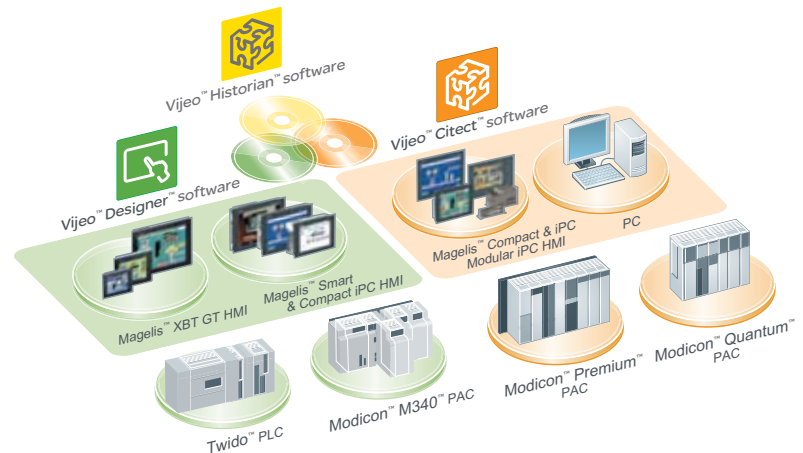 Vijeo™ Historian™ software
Vijeo™ Citect™ software
Vijeo™ Designer™ software
Magelis™ Compact & iPC
Modular iPC HMI
PC
Magelis™ XBT GT HMI
Magelis™ Smart
& Compact iPC HMI
Twido™ PLC
Modicon™ M340™ PAC
Modicon™ Premium™
PAC
Modicon™ Quantum™
PAC